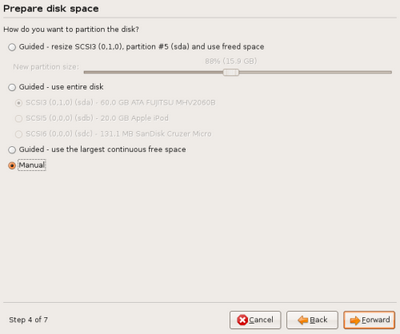 Prepare disk space
How do you want to partition the disk?
Guided - resize SCSI3 (0,1,0), partition #5 (sda) and use freed space
88% (15.9 GB)
New partition size:
Guided - use entire disk
SCSI3 (0,1,0) (sda) - 60.0 GB ATA FUJITSU MHV2060B
SCSI5 (0,0,0) (sdb) - 20.0 GB Apple iPod
SCSI6 (0,0,0) (sdc) - 131.1 MB SanDisk Cruzer Micro
Guided - use the largest continuous free space
Manual
Step 4 of 7
Cancel
Back
Forward